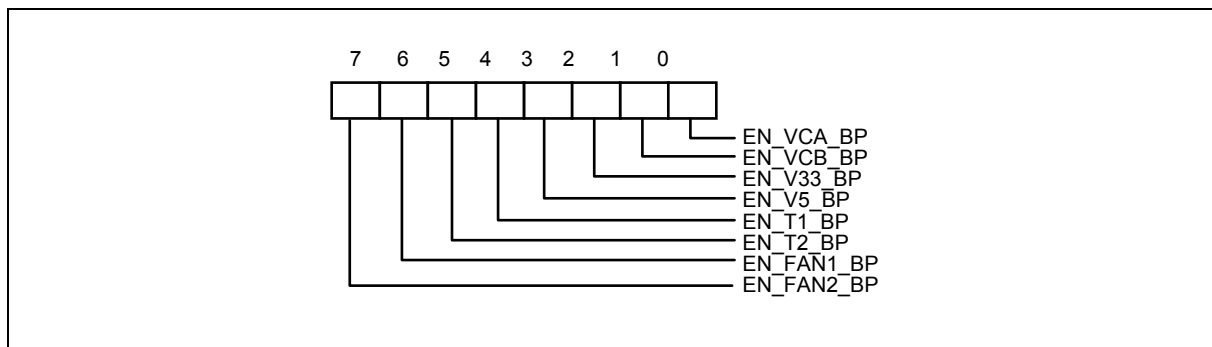 7 6 5 4 3 2 1 0
EN_VCA_BP
EN_VCB_BP
EN_V33_BP
EN_V5_BP
EN_T1_BP
EN_T2_BP
EN_FAN1_BP
EN_FAN2_BP